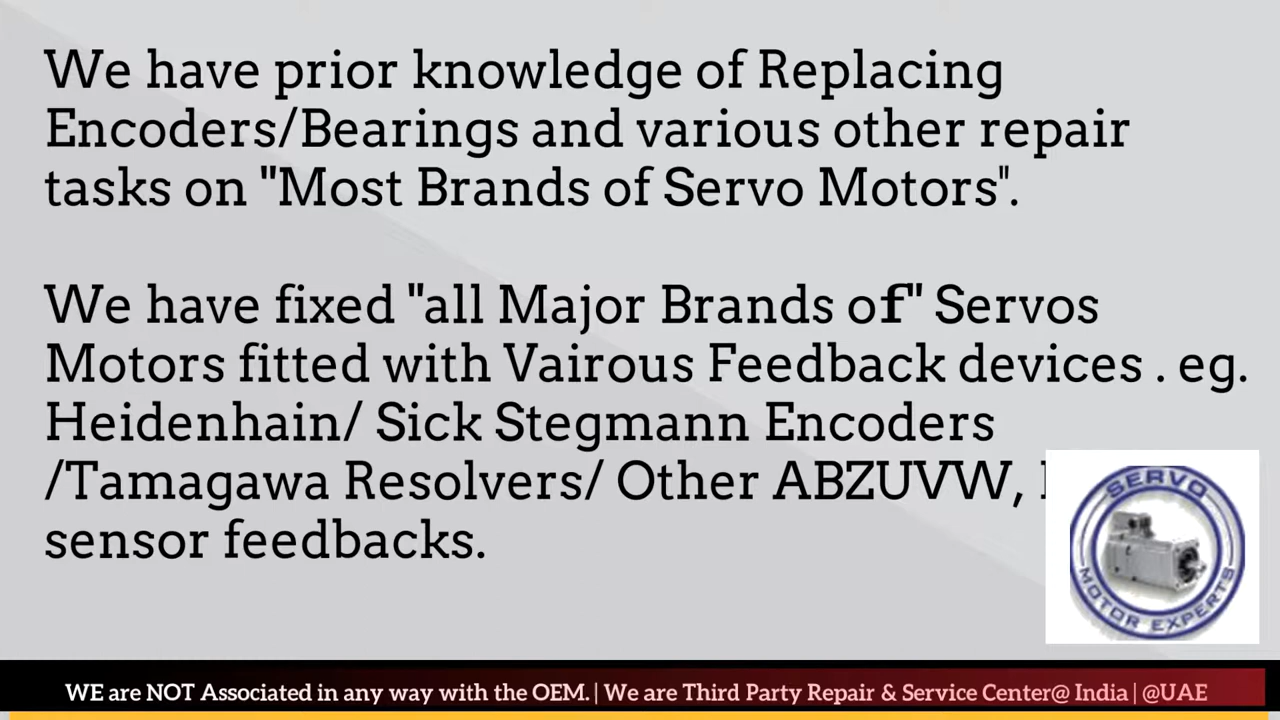 We have prior knowledge of Replacing
Encoders/Bearings and various other repair
tasks on "Most Brands of Servo Motors".
We have fixed "all Major Brands of" Servos
Motors fitted with Vairous Feedback devices . eg.
Heidenhain/ Sick Stegmann Encoders
/Tamagawa Resolvers/ Other ABZUVW,
sensor feedbacks.
SERVO
MOTOR EXPERTS
WE are NOT Associated in any way with the OEM. | We are Third Party Repair & Service Center@ India | @UAE